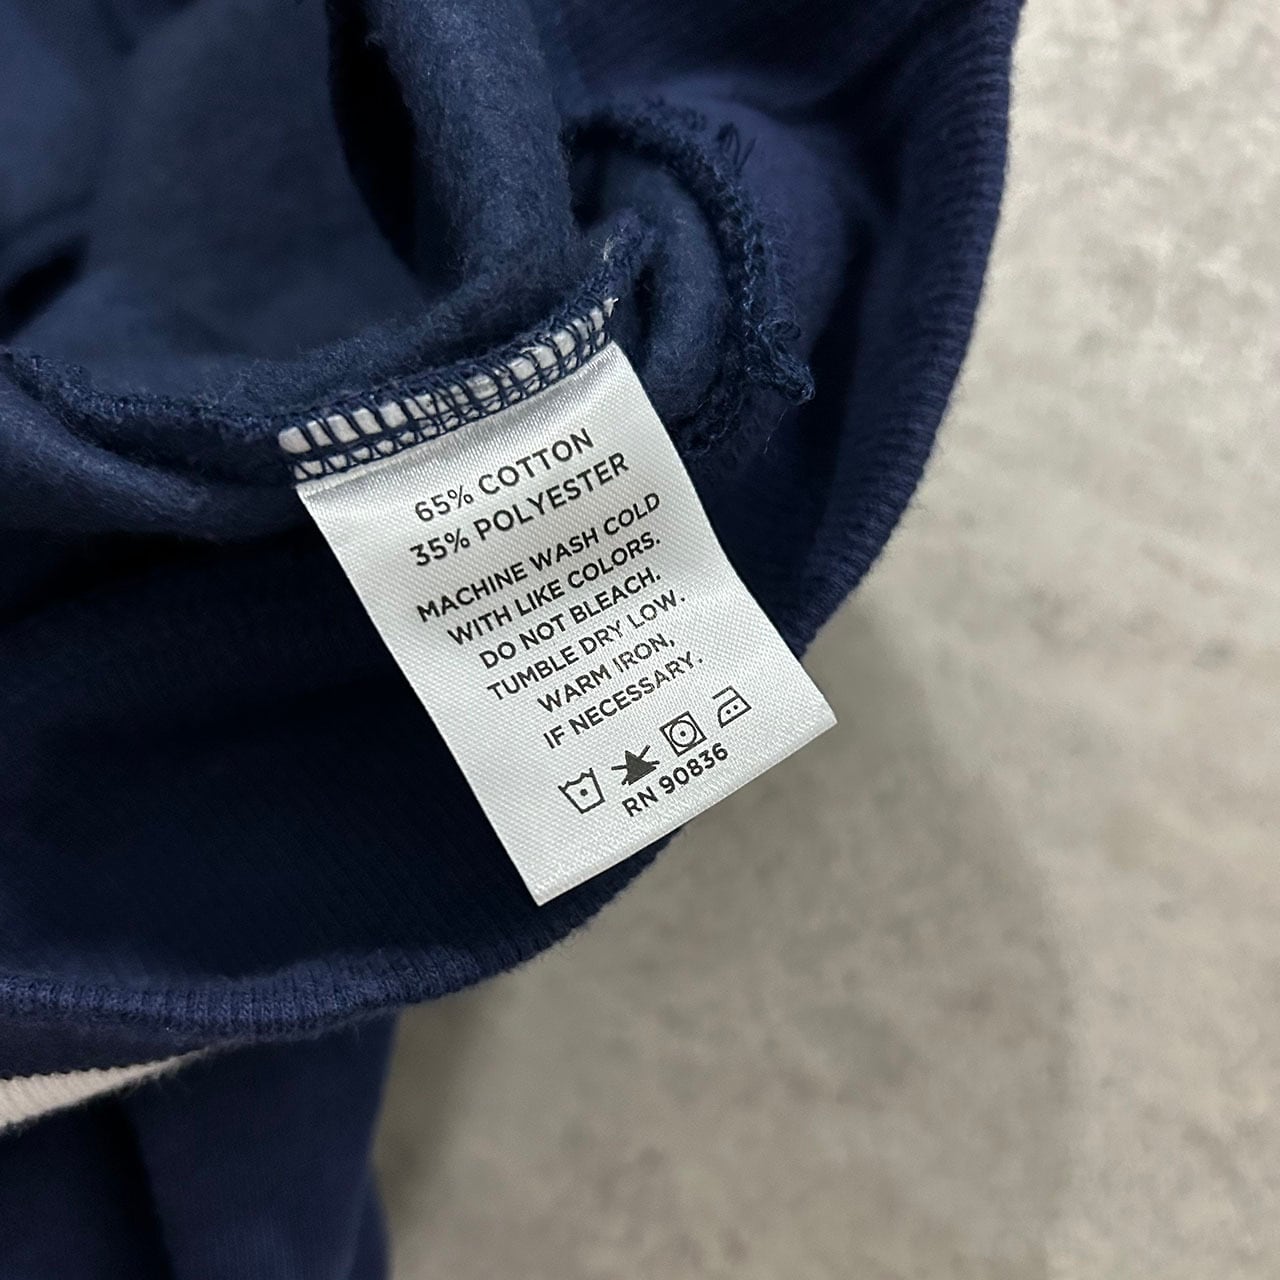 65% COTTON
35% POLYESTER
MACHINE WASH COLD
WITH LIKE COLORS.
DO NOT BLEACH.
TUMBLE DRY LOW.
WARM IRON,
IF NECESSARY.
RN 90836